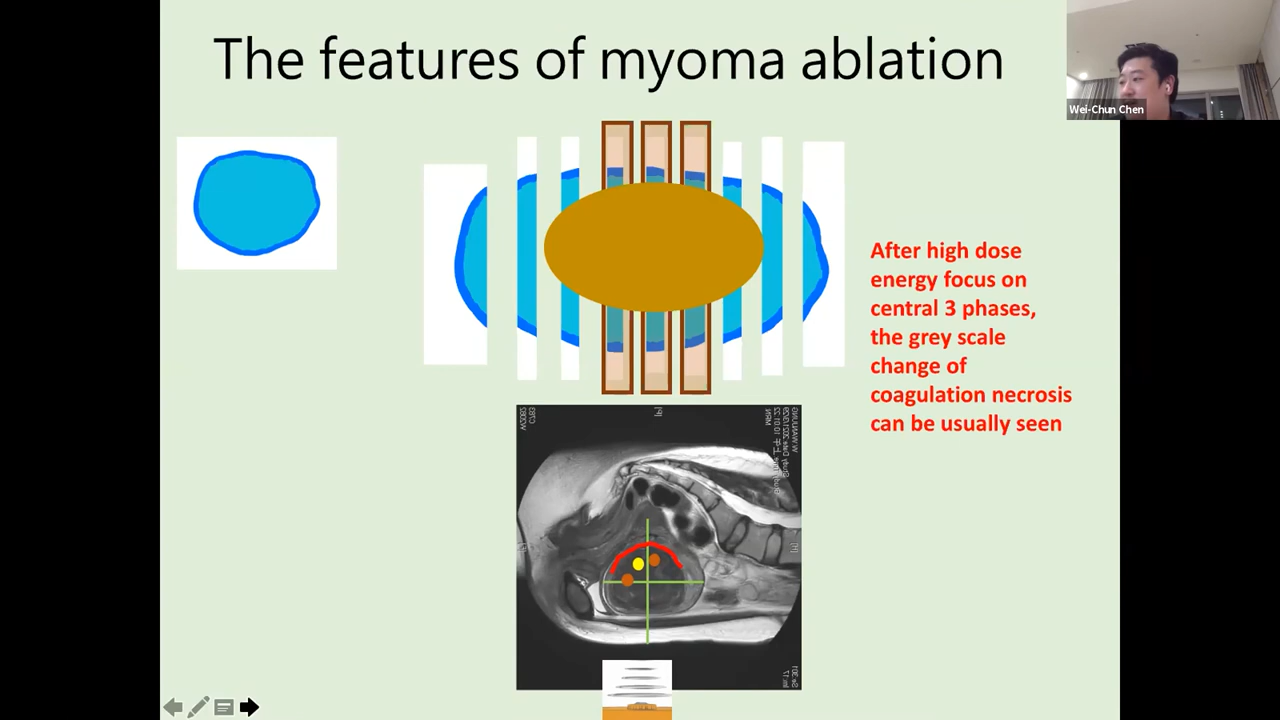 The features of myoma ablation
Wei-Chun Chen
After high dose
energy focus on
central 3 phases,
the grey scale
change of
coagulation necrosis
can be usually seen